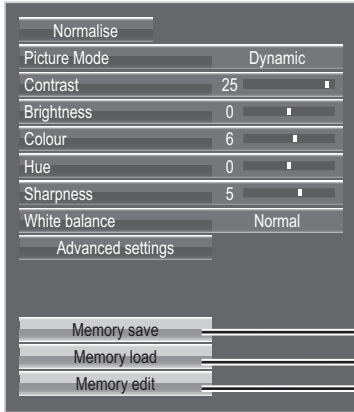 Normalise
Picture Mode Dynamic
Contrast 25
Brightness 0
Colour 6
Hue 0
Sharpness 5
White balance Normal
Advanced settings
Memory save
Memory load
Memory edit